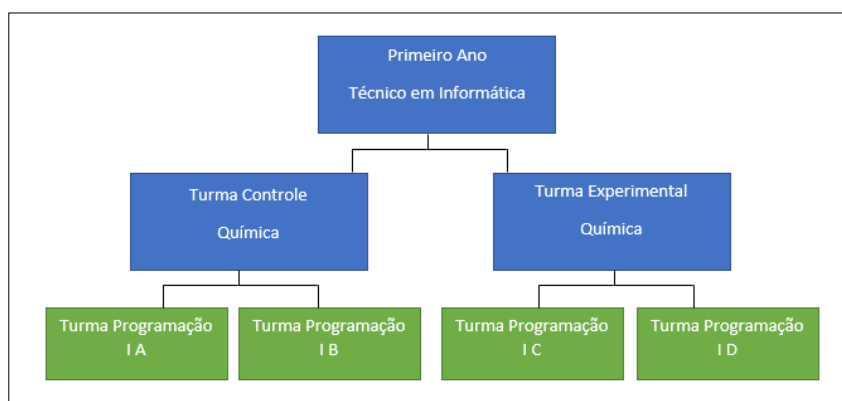 Primeiro Ano
Técnico em Informática
Turma Controle
Química
Turma Experimental
Química
Turma Programação
I A
Turma Programação
I B
Turma Programação
I C
Turma Programação
I D